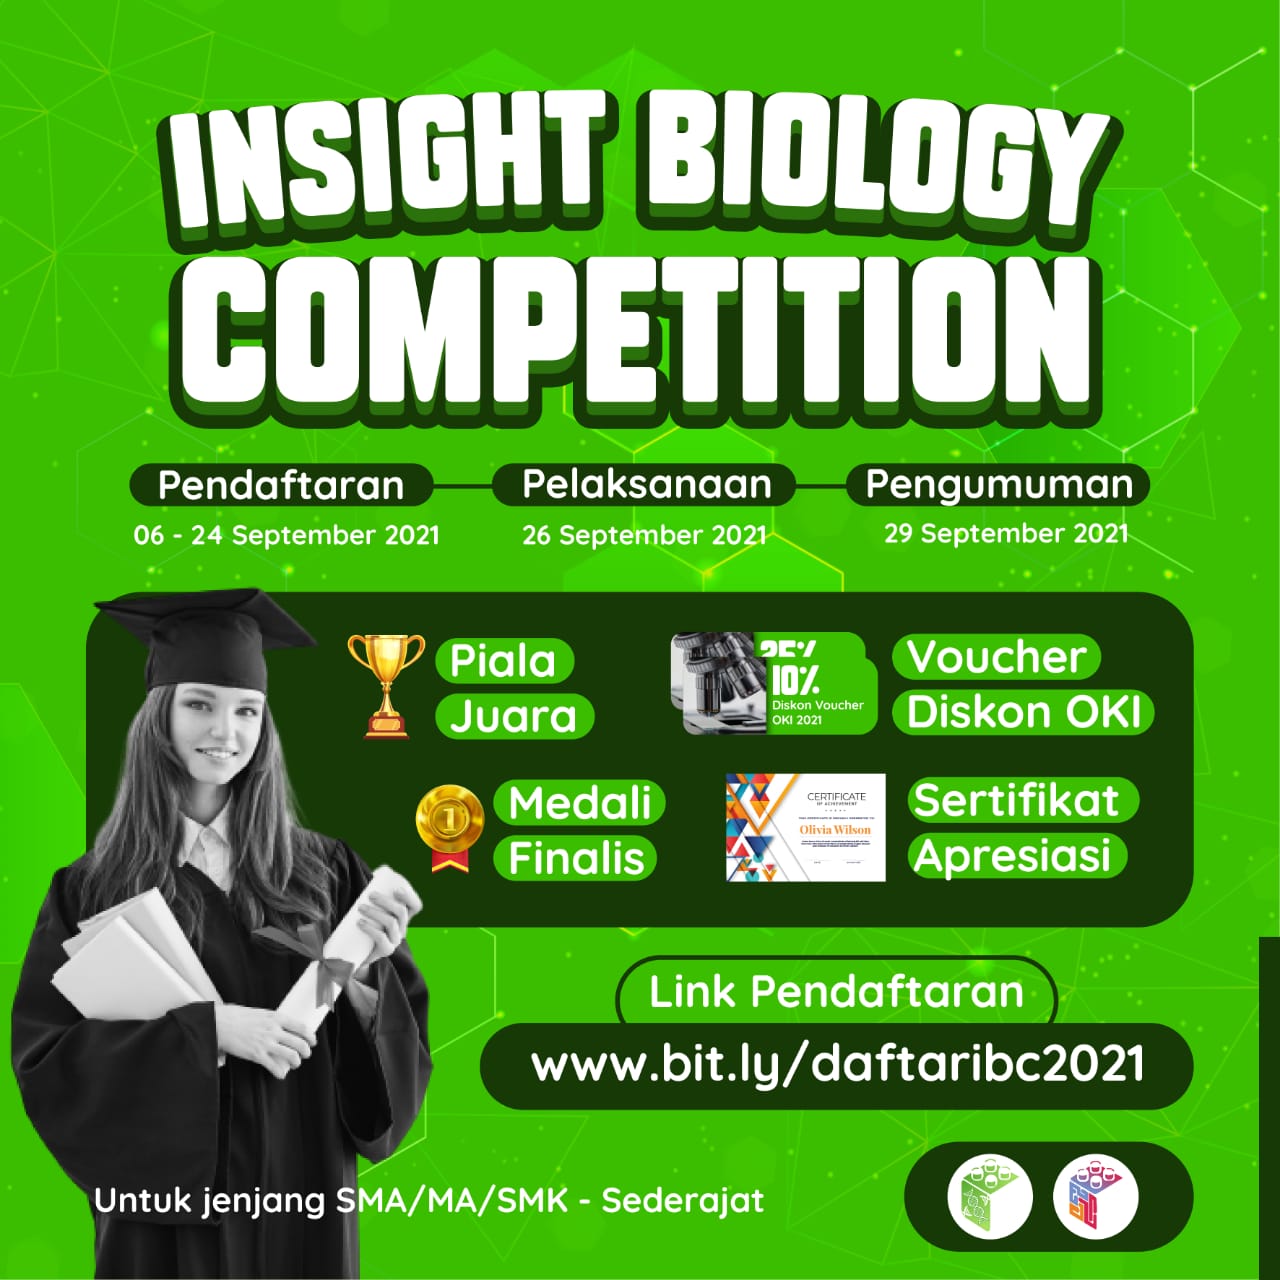 INSIGHT BIOLOGY
COMPETITION
Pendaftaran
06 - 24 September 2021
Pelaksanaan
26 September 2021
Pengumuman
29 September 2021
Piala
Juara
10%
Diskon Voucher
OKI 2021
Voucher
Diskon OKI
Medali
Finalis
1
CERTIFICATE
OF ACHIEVEMENT
Olivia Wilson
Sertifikat
Apresiasi
Link Pendaftaran
www.bit.ly/daftaribc2021
Untuk jenjang SMA/MA/SMK - Sederajat